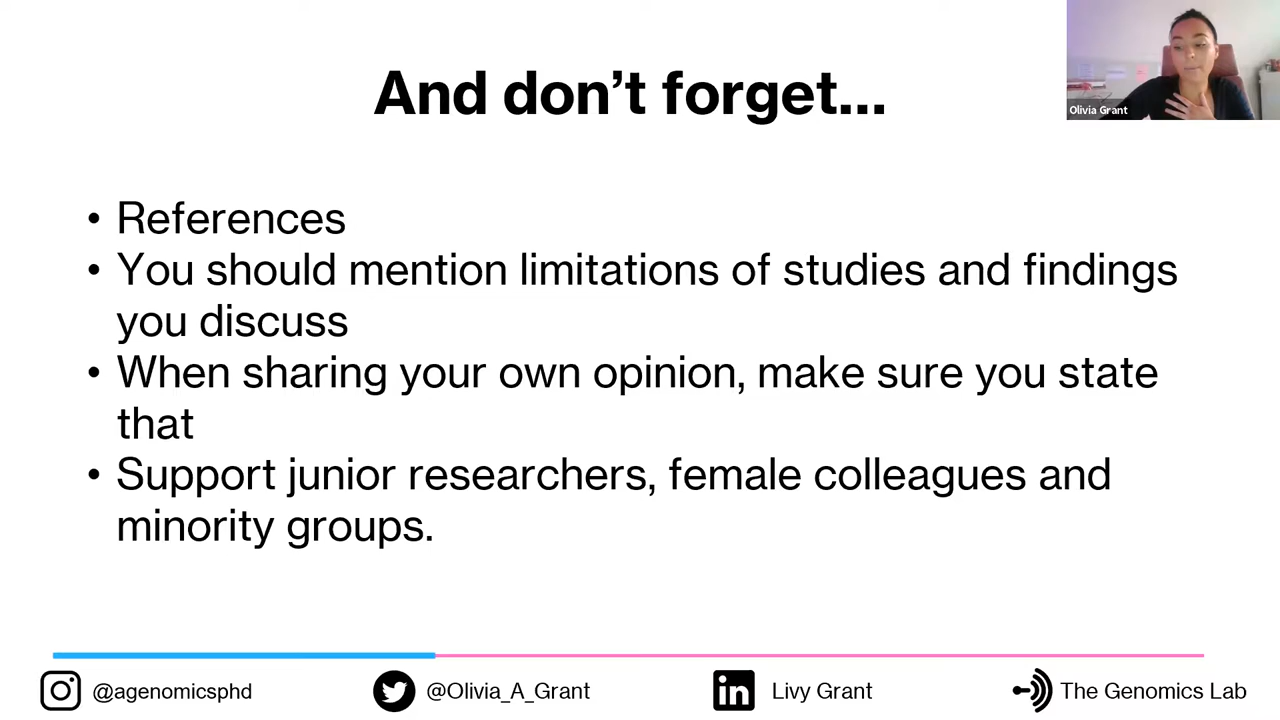 And don’t forget...
Olivia Grant
• References
• You should mention limitations of studies and findings
you discuss
• When sharing your own opinion, make sure you state
that
• Support junior researchers, female colleagues and
minority groups.
@agenomicsphd
@Olivia_A_Grant
in
Livy Grant
The Genomics Lab